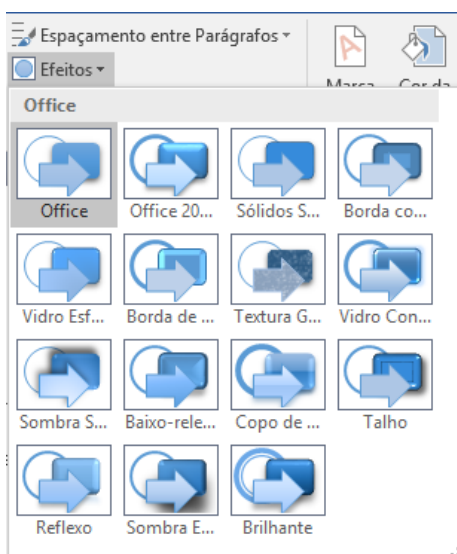 Espaçamento entre Parágrafos
Efeitos
Marca Cor da
Office
Office Office 20... Sólidos S... Borda co...
Vidro Esf... Borda de ... Textura G... Vidro Con...
Sombra S... Baixo-rele... Copo de ... Talho
Reflexo Sombra E... Brilhante